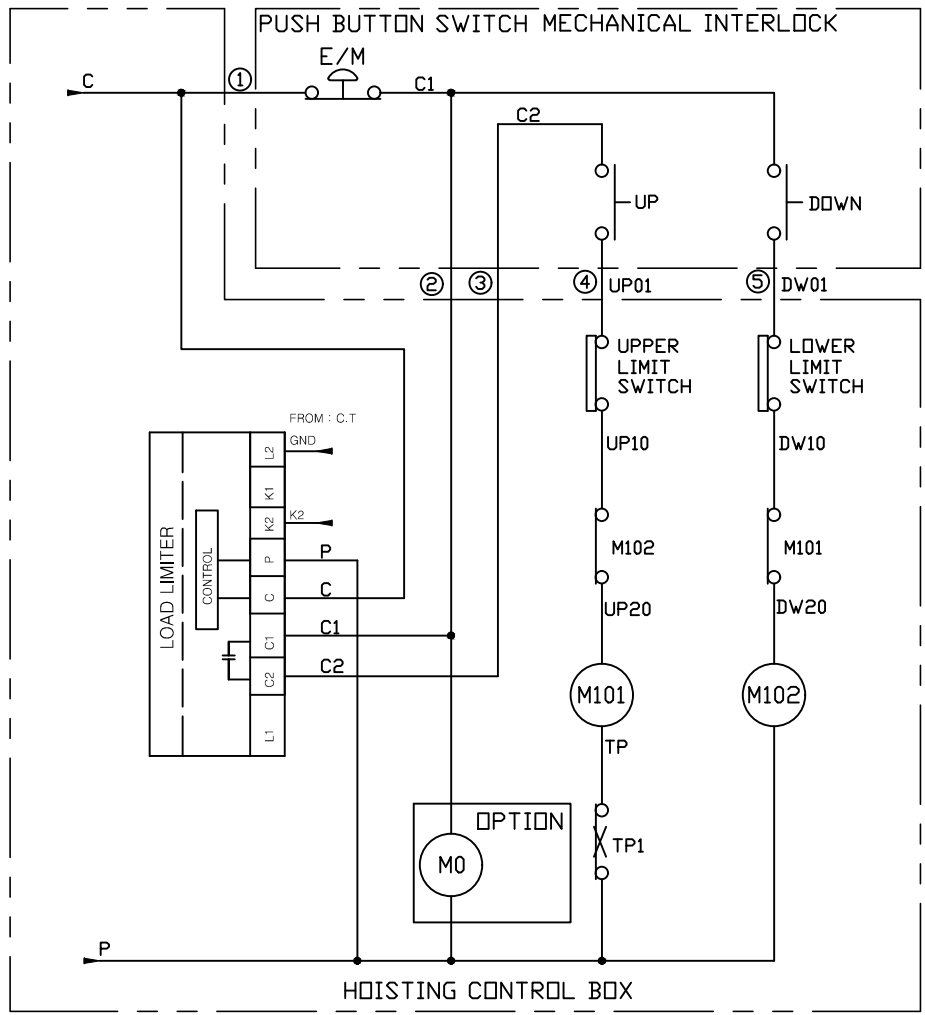 PUSH BUTTON SWITCH MECHANICAL INTERLOCK
E/M
C
1
C1
C2
UP
DOWN
2
3
4
UP01
5
DW01
UPPER
LIMIT
SWITCH
LOWER
LIMIT
SWITCH
FROM : C.T
GND
L2
UP10
DW10
K1
K2
K2
LOAD LIMITER
CONTROL
P
P
M102
M101
C
C
UP20
DW20
C1
C1
C2
C2
M101
M102
L1
TP
OPTION
M0
TP1
P
HOISTING CONTROL BOX